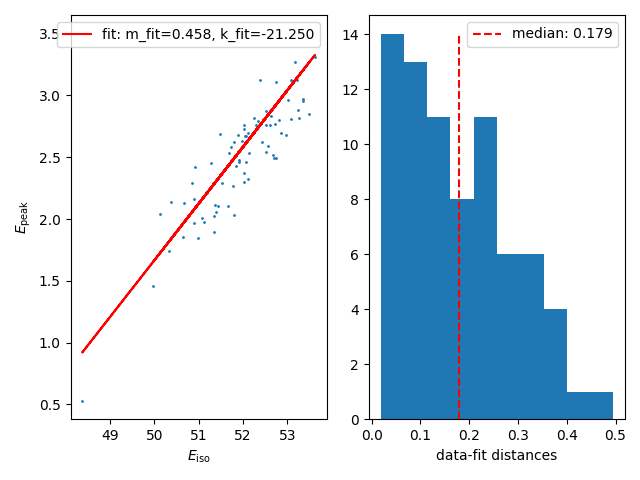 fit: m_fit=0.458, k_fit=-21.250
3.5
3.0
2.5
2.0
1.5
1.0
0.5
E_peak
49 50 51 52 53
E_iso
median: 0.179
14
12
10
8
6
4
2
0
0.0 0.1 0.2 0.3 0.4 0.5
data-fit distances